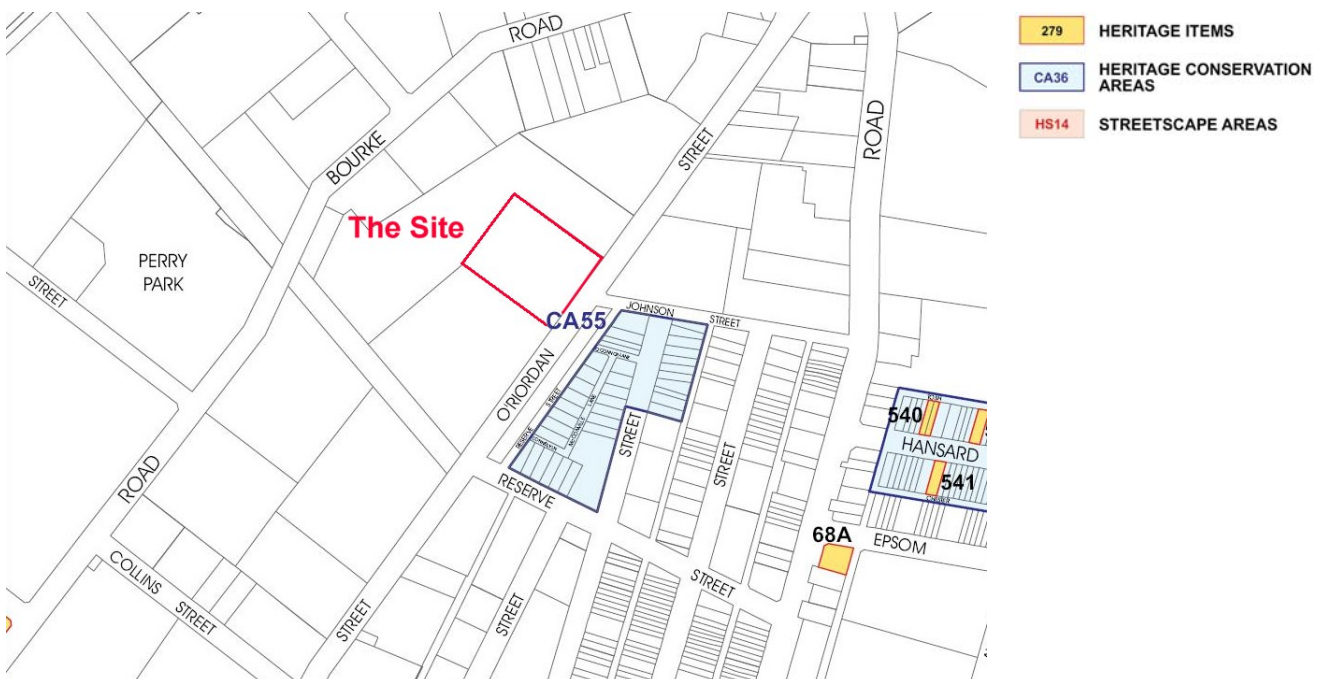 ROAD
279 HERITAGE ITEMS
CA36 HERITAGE CONSERVATION
AREAS
HS14 STREETSCAPE AREAS
BOURKE
STREET
ROAD
The Site
PERRY
PARK
STREET
JOHNSON STREET
CA55
O'RIORDAN
540
HANSARD
541
STREET
STREET
ROAD
RESERVE
68A
EPSOM
COLLINS
STREET
STREET
STREET
STREET